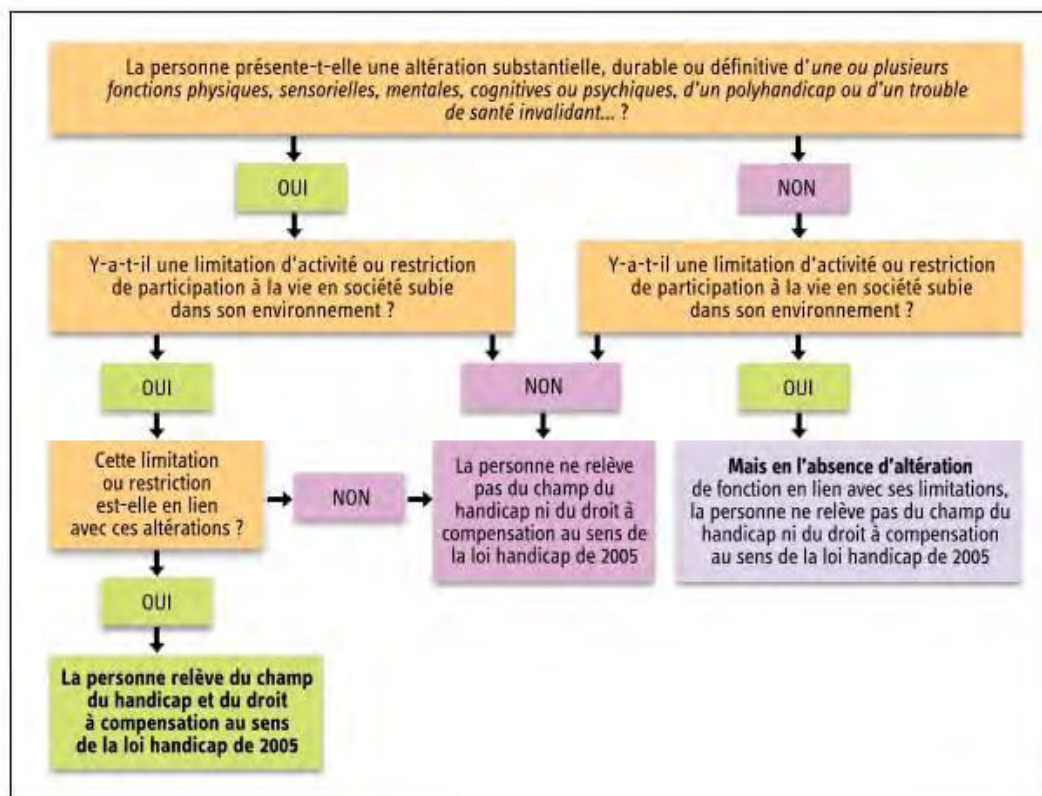 La personne présente-t-elle une altération substantielle, durable ou définitive d'une ou plusieurs
fonctions physiques, sensorielles, mentales, cognitives ou psychiques, d'un polyhandicap ou d'un trouble
de santé invalidant... ?
OUI
NON
Y-a-t-il une limitation d'activité ou restriction
de participation à la vie en société subie
dans son environnement ?
Y-a-t-il une limitation d'activité ou restriction
de participation à la vie en société subie
dans son environnement ?
OUI
NON
OUI
Cette limitation
ou restriction
est-elle en lien
avec ces altérations ?
NON
La personne ne relève
pas du champ du
handicap ni du droit à
compensation au sens de
la loi handicap de 2005
Mais en l'absence d'altération
de fonction en lien avec ses limitations,
la personne ne relève pas du champ du
handicap ni du droit à compensation
au sens de la loi handicap de 2005
OUI
La personne relève du champ
du handicap et du droit
à compensation au sens
de la loi handicap de 2005